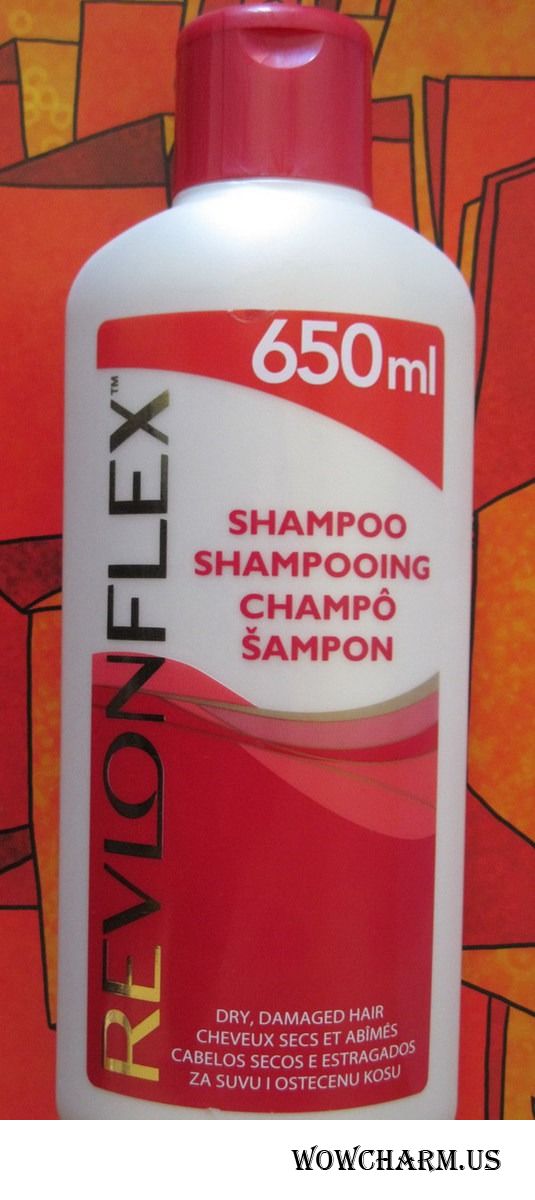 650ml
REVLONFLEX™
SHAMPOO
SHAMPOOING
CHAMPÔ
ŠAMPON
DRY, DAMAGED HAIR
CHEVEUX SECS ET ABÎMÉS
CABELOS SECOS E ESTRAGADOS
ZA SUVU I OSTECENU KOSU
WOWCHARM.US